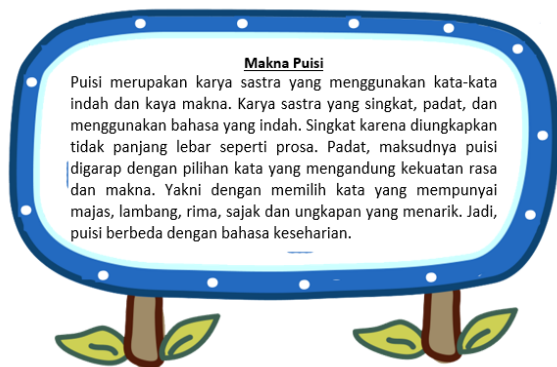 Makna Puisi
Puisi merupakan karya sastra yang menggunakan kata-kata
indah dan kaya makna. Karya sastra yang singkat, padat, dan
menggunakan bahasa yang indah. Singkat karena diungkapkan
tidak panjang lebar seperti prosa. Padat, maksudnya puisi
digarap dengan pilihan kata yang mengandung kekuatan rasa
dan makna. Yakni dengan memilih kata yang mempunyai
majas, lambang, rima, sajak dan ungkapan yang menarik. Jadi,
puisi berbeda dengan bahasa keseharian.